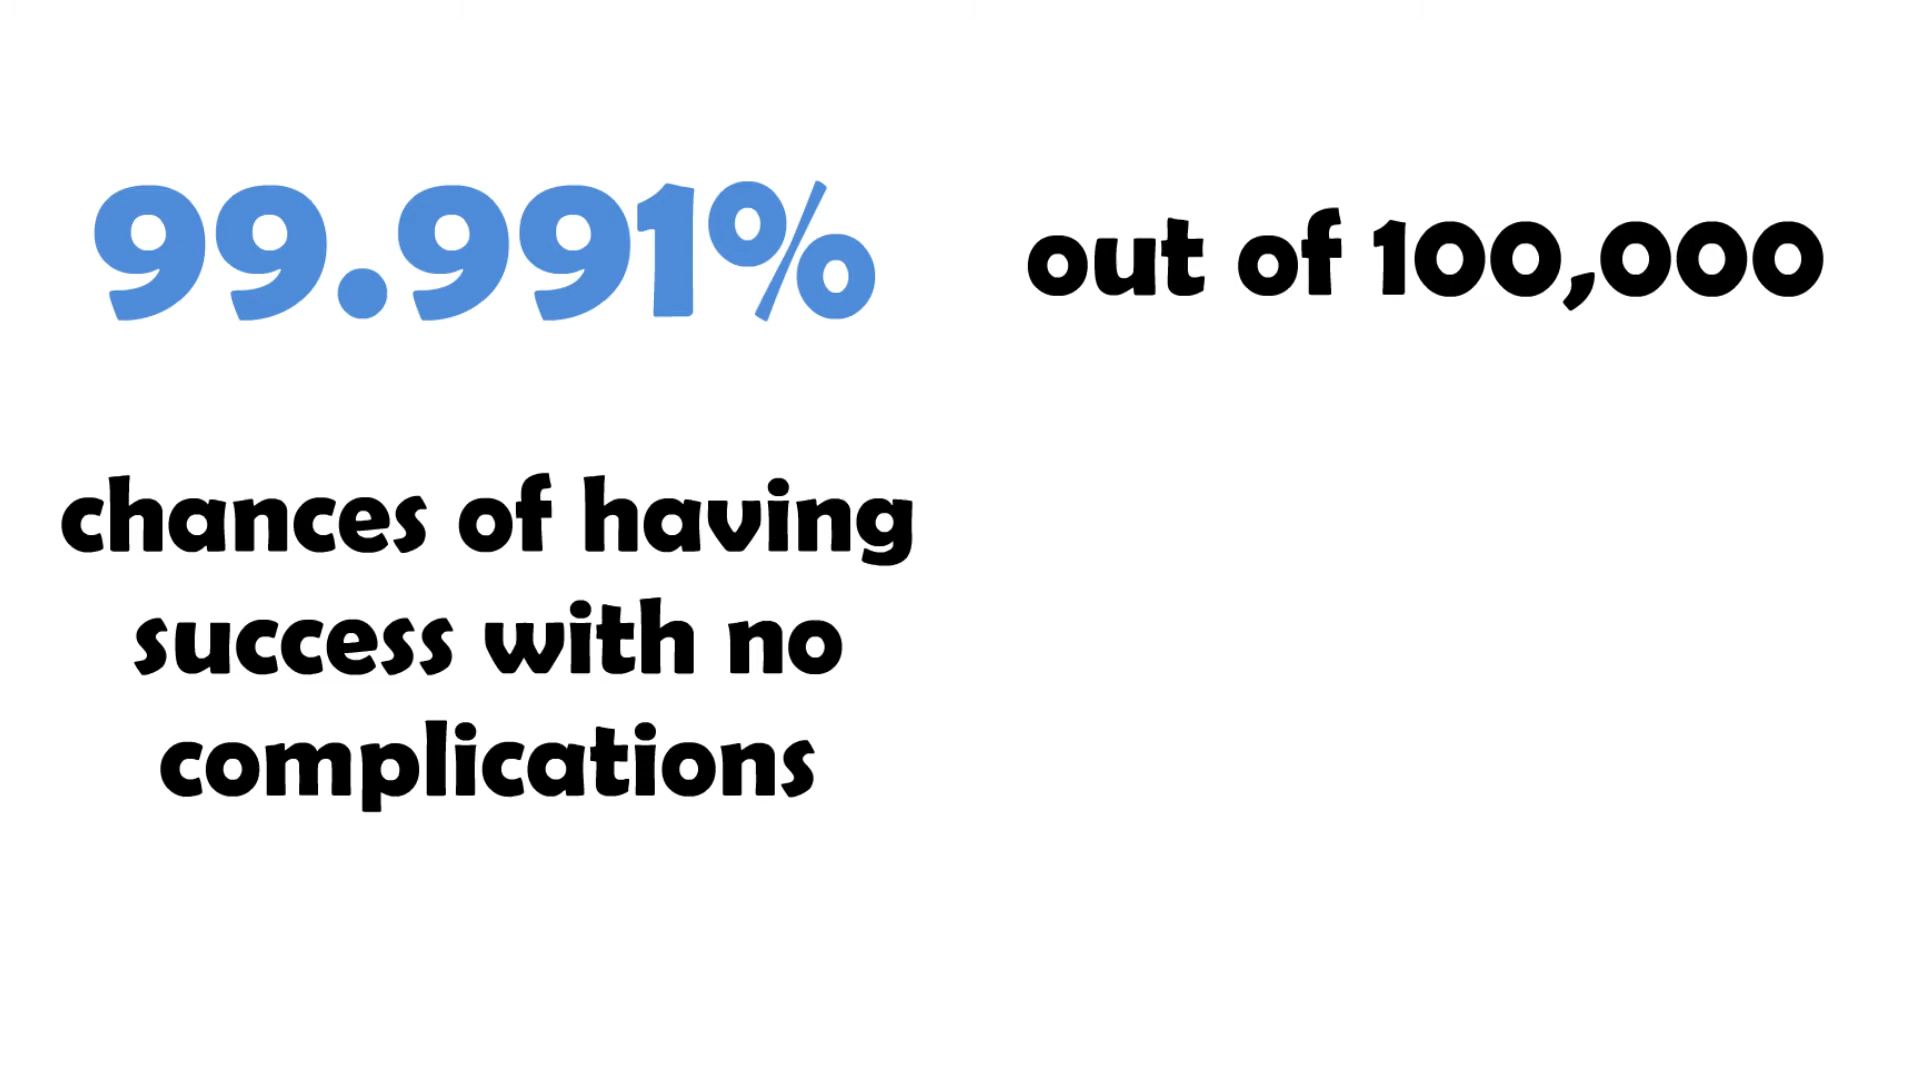 99.991%
out of 100,000
chances of having
success with no
complications